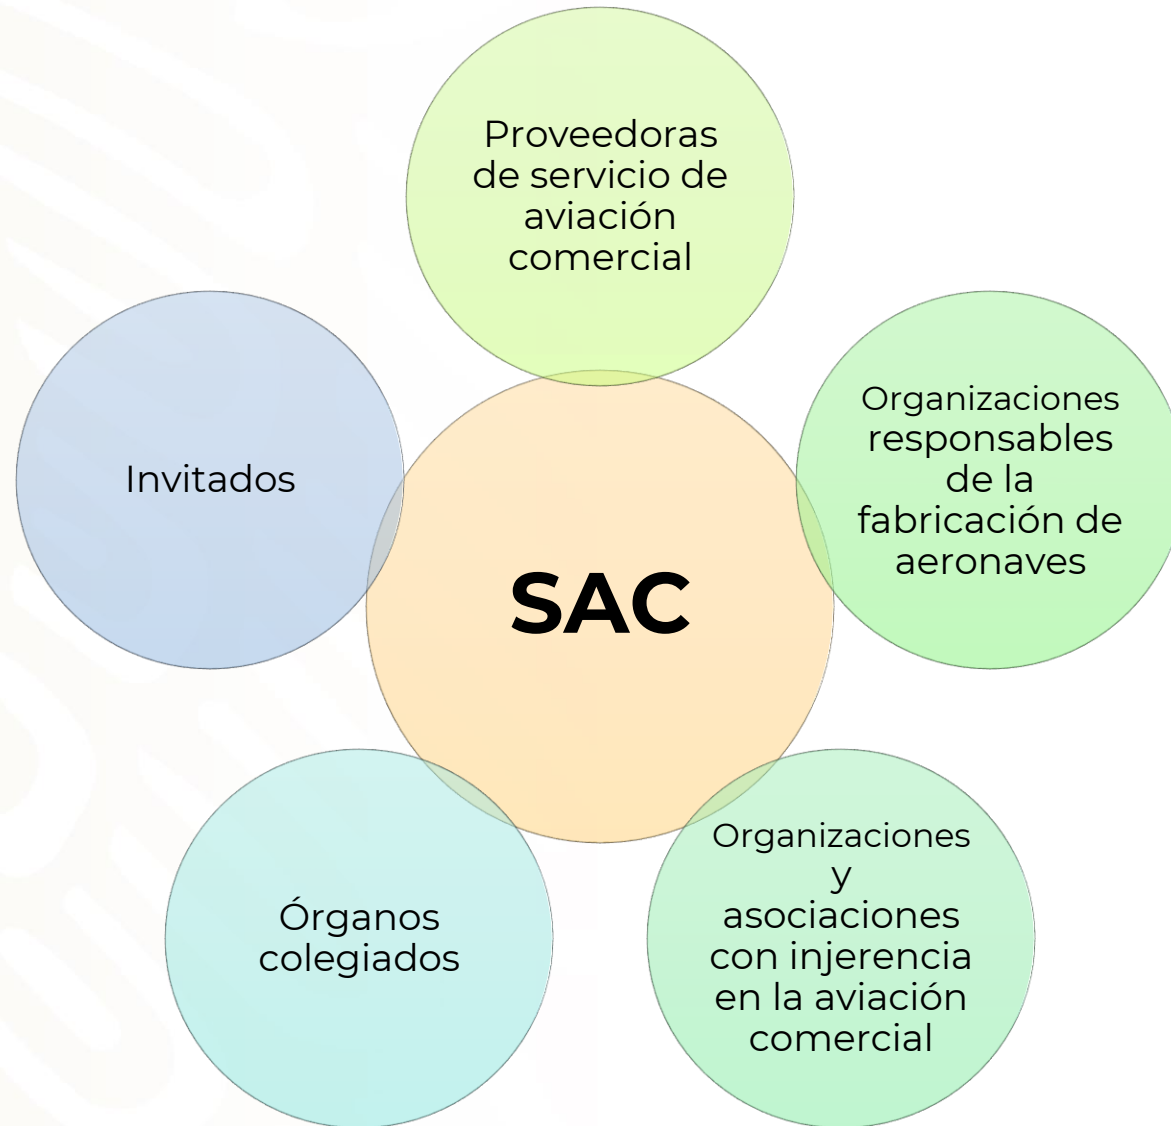 Proveedoras
de servicio de
aviación
comercial
Organizaciones
responsables
de la
fabricación de
aeronaves
Invitados
SAC
Organizaciones
y
asociaciones
con injerencia
en la aviación
comercial
Órganos
colegiados